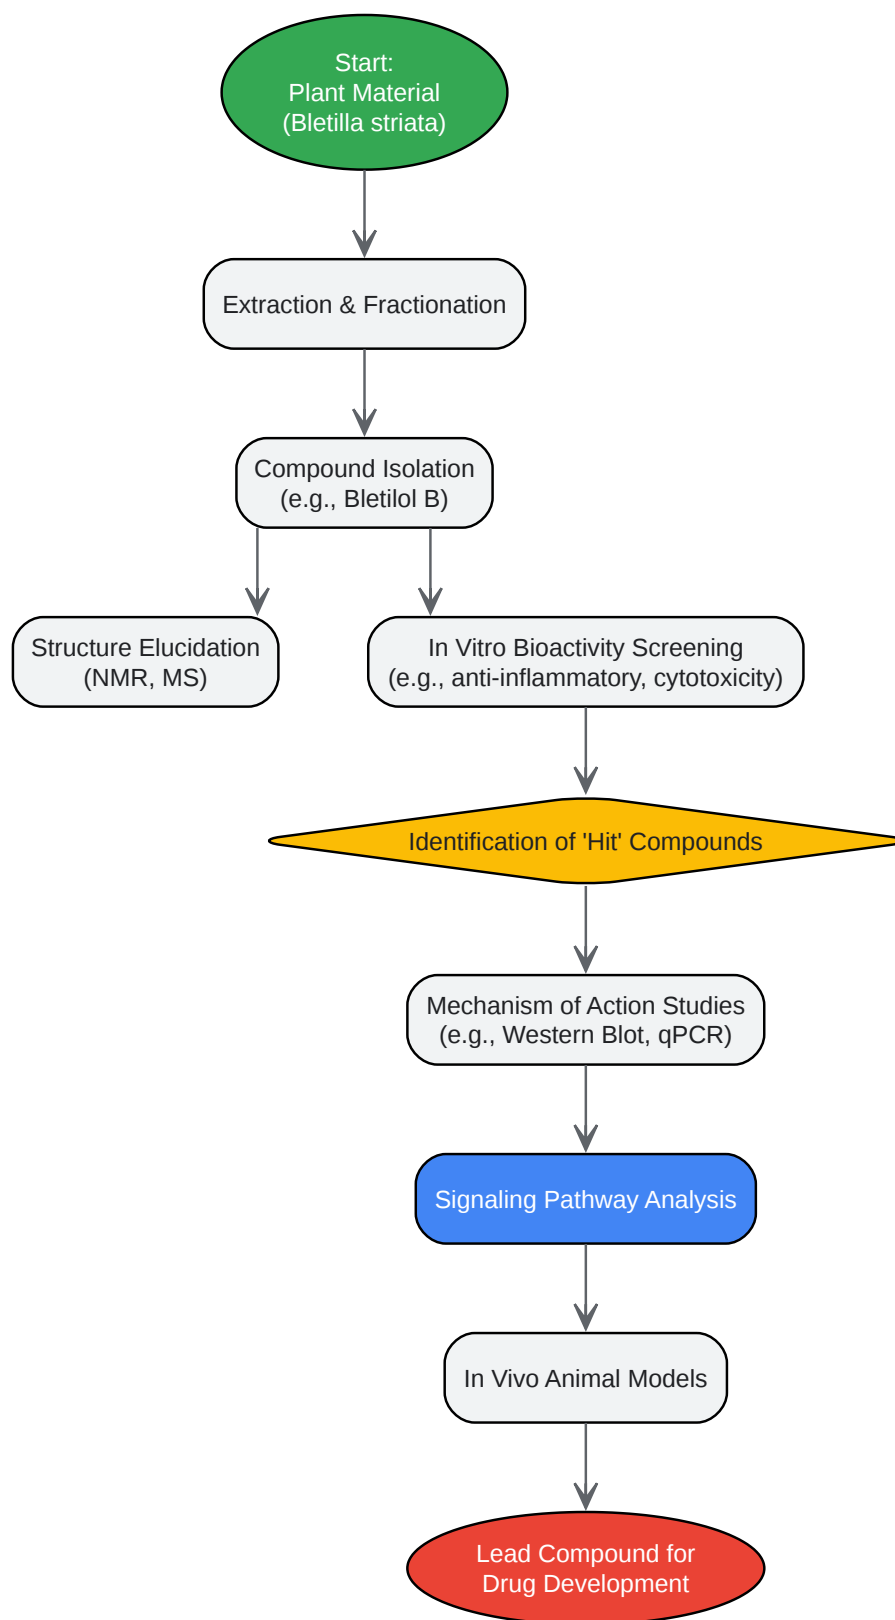 Start:
Plant Material
(Bletilla striata)
Extraction & Fractionation
Compound Isolation
(e.g., Bletilol B)
Structure Elucidation
(NMR, MS)
In Vitro Bioactivity Screening
(e.g., anti-inflammatory, cytotoxicity)
Identification of 'Hit' Compounds
Mechanism of Action Studies
(e.g., Western Blot, qPCR)
Signaling Pathway Analysis
In Vivo Animal Models
Lead Compound for
Drug Development